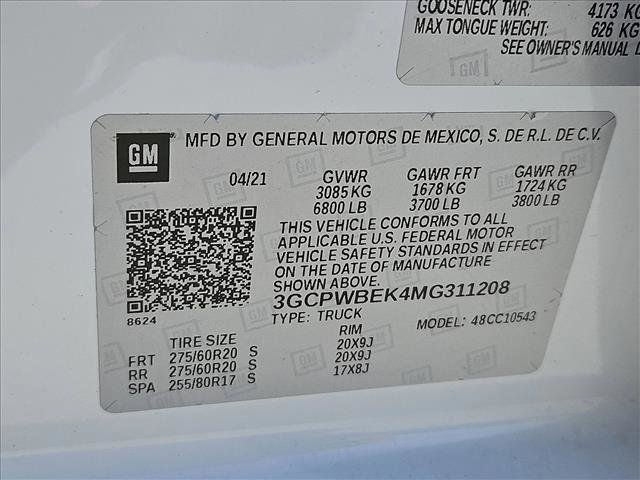 GOOSENECK TWR: 4173 KG
MAX TONGUE WEIGHT: 626 KG
SEE OWNER'S MANUAL
GM
GM MFD BY GENERAL MOTORS DE MEXICO, S. DE R.L. DE C.V.
04/21 GVWR GAWR FRT GAWR RR
3085 KG 1678 KG 1724 KG
6800 LB 3700 LB 3800 LB
THIS VEHICLE CONFORMS TO ALL
APPLICABLE U.S. FEDERAL MOTOR
VEHICLE SAFETY STANDARDS IN EFFECT
ON THE DATE OF MANUFACTURE
SHOWN ABOVE.
3GCPWBEK4MG311208
8624
TYPE: TRUCK MODEL: 48CC10543
TIRE SIZE RIM
FRT 275/60R20 S 20X9J
RR 275/60R20 S 20X9J
SPA 255/80R17 S 17X8J